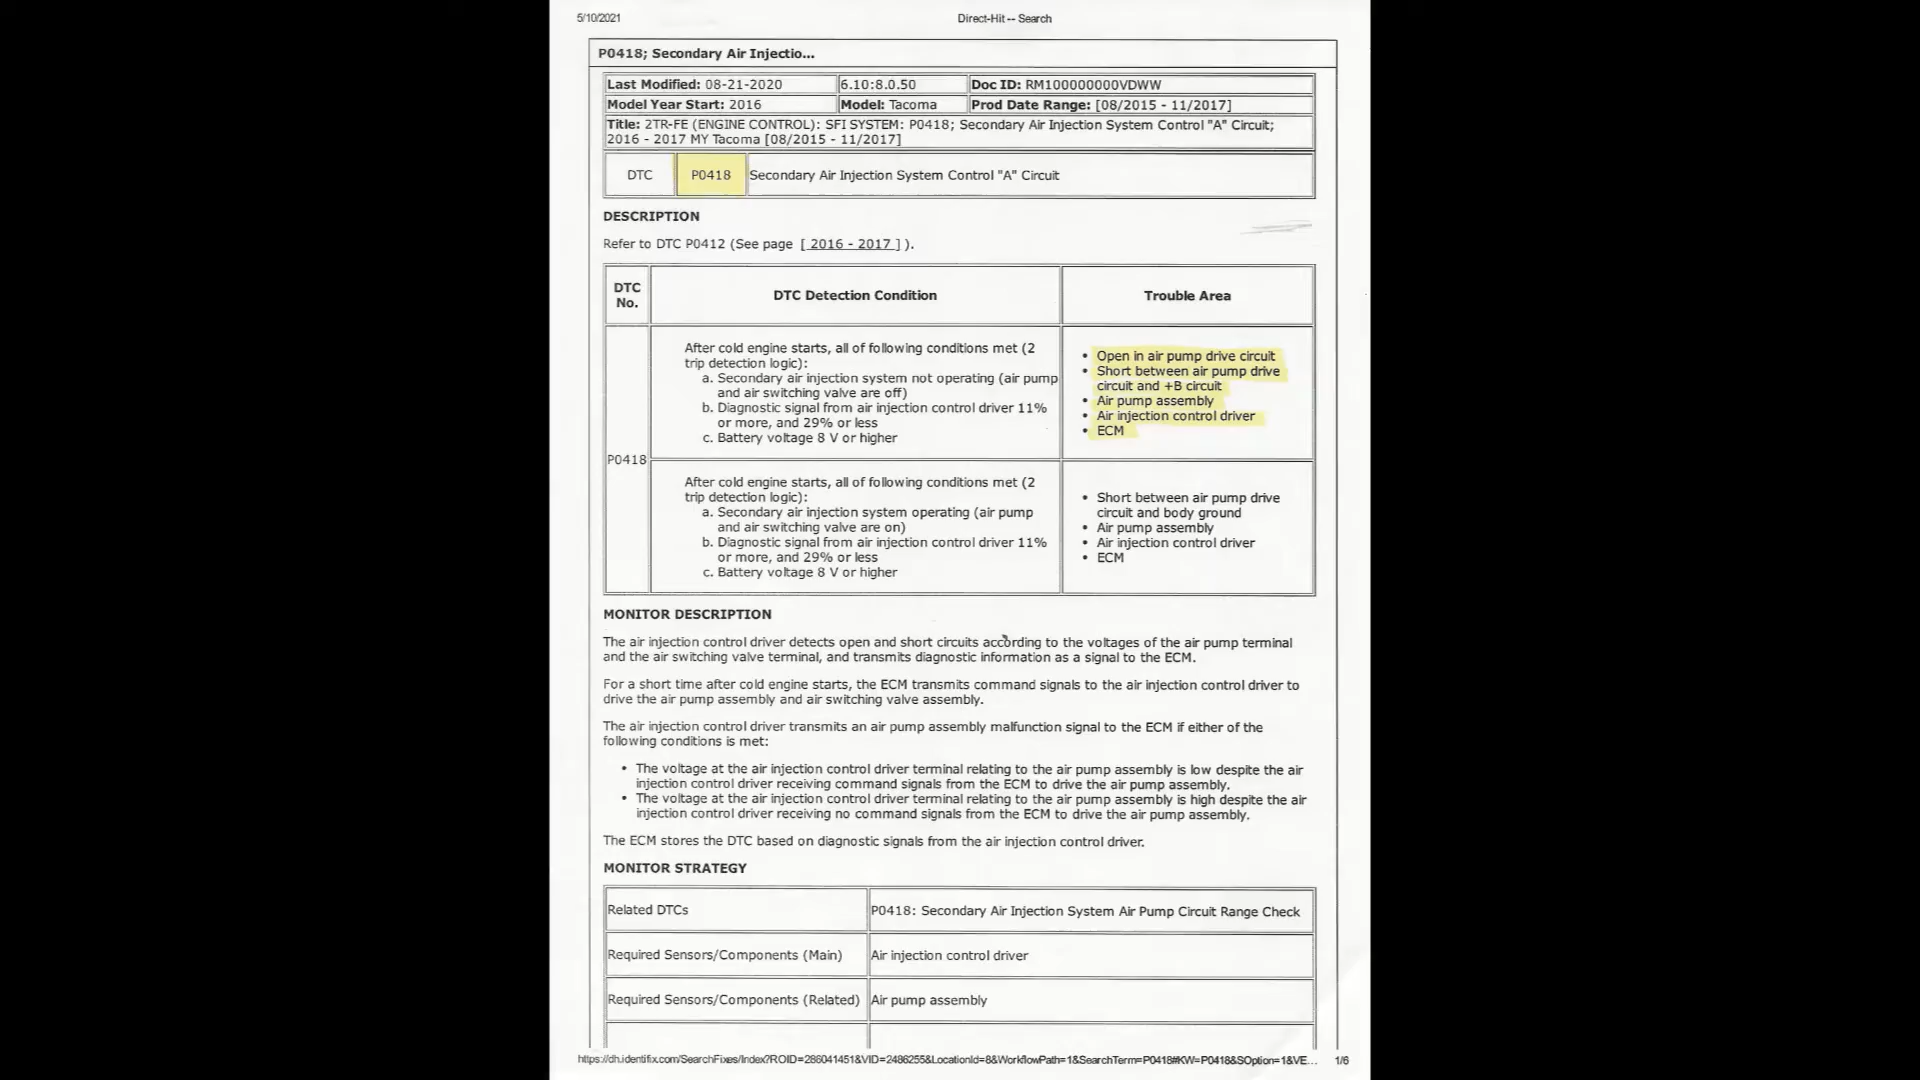 5/10/2021
Direct-Hit -- Search
P0418; Secondary Air Injectio...
Last Modified: 08-21-2020
6.10:8.0.50
Doc ID: RM100000000VDWW
Model Year Start: 2016
Model: Tacoma
Prod Date Range: [08/2015 - 11/2017]
Title: 2TR-FE (ENGINE CONTROL): SFI SYSTEM: P0418; Secondary Air Injection System Control "A" Circuit;
2016 - 2017 MY Tacoma [08/2015 - 11/2017]
DTC
P0418
Secondary Air Injection System Control "A" Circuit
DESCRIPTION
Refer to DTC P0412 (See page [ 2016 - 2017 ] ).
DTC
No.
DTC Detection Condition
Trouble Area
P0418
After cold engine starts, all of following conditions met (2
trip detection logic):
a. Secondary air injection system not operating (air pump
and air switching valve are off)
b. Diagnostic signal from air injection control driver 11%
or more, and 29% or less
c. Battery voltage 8 V or higher
• Open in air pump drive circuit
• Short between air pump drive
circuit and +B circuit
• Air pump assembly
• Air injection control driver
• ECM
After cold engine starts, all of following conditions met (2
trip detection logic):
a. Secondary air injection system operating (air pump
and air switching valve are on)
b. Diagnostic signal from air injection control driver 11%
or more, and 29% or less
c. Battery voltage 8 V or higher
• Short between air pump drive
circuit and body ground
• Air pump assembly
• Air injection control driver
• ECM
MONITOR DESCRIPTION
The air injection control driver detects open and short circuits according to the voltages of the air pump terminal
and the air switching valve terminal, and transmits diagnostic information as a signal to the ECM.
For a short time after cold engine starts, the ECM transmits command signals to the air injection control driver to
drive the air pump assembly and air switching valve assembly.
The air injection control driver transmits an air pump assembly malfunction signal to the ECM if either of the
following conditions is met:
• The voltage at the air injection control driver terminal relating to the air pump assembly is low despite the air
injection control driver receiving command signals from the ECM to drive the air pump assembly.
• The voltage at the air injection control driver terminal relating to the air pump assembly is high despite the air
injection control driver receiving no command signals from the ECM to drive the air pump assembly.
The ECM stores the DTC based on diagnostic signals from the air injection control driver.
MONITOR STRATEGY
Related DTCs
P0418: Secondary Air Injection System Air Pump Circuit Range Check
Required Sensors/Components (Main)
Air injection control driver
Required Sensors/Components (Related)
Air pump assembly
https://dh.identifix.com/SearchFixes/Index?ROID=286041451&VID=2486255&LocationId=8&WorkflowPath=1&SearchTerm=P0418#KW=P0418&SOption=1&VE...
1/6